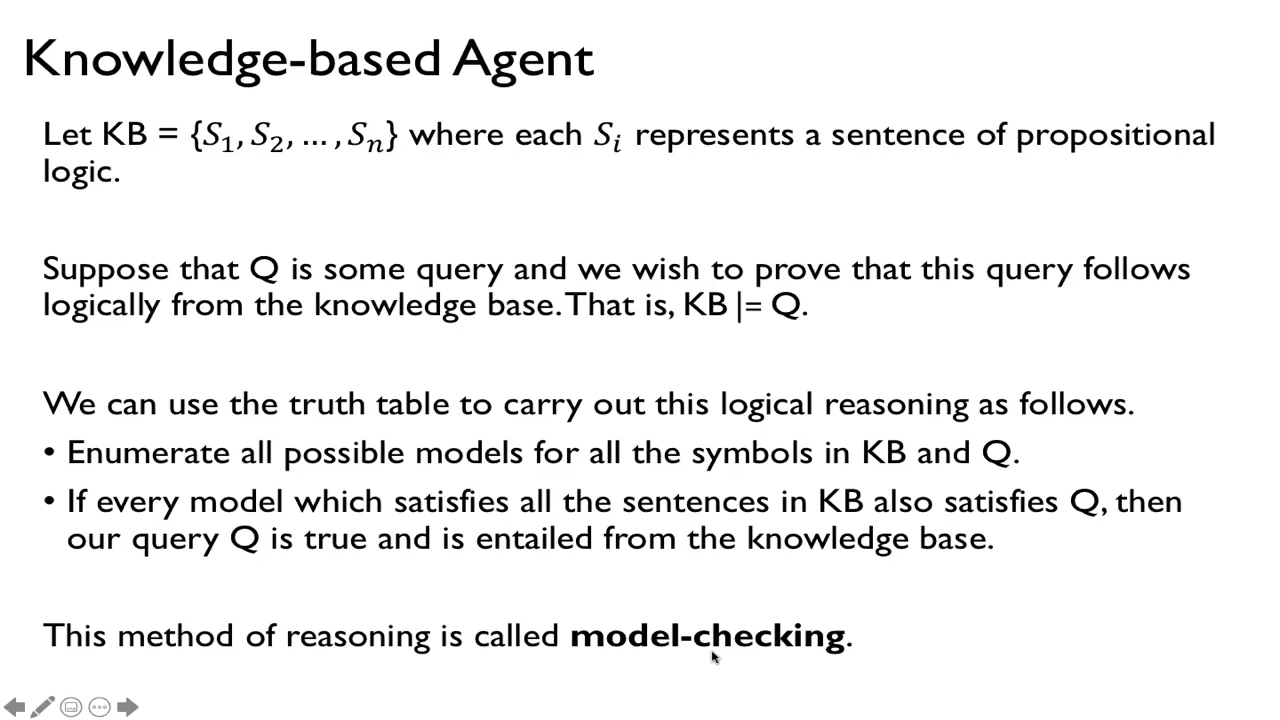 Knowledge-based Agent
Let KB = {S₁, S₂, … , Sₙ} where each Sᵢ represents a sentence of propositional
logic.
Suppose that Q is some query and we wish to prove that this query follows
logically from the knowledge base. That is, KB |= Q.
We can use the truth table to carry out this logical reasoning as follows.
• Enumerate all possible models for all the symbols in KB and Q.
• If every model which satisfies all the sentences in KB also satisfies Q, then
our query Q is true and is entailed from the knowledge base.
This method of reasoning is called model-checking.